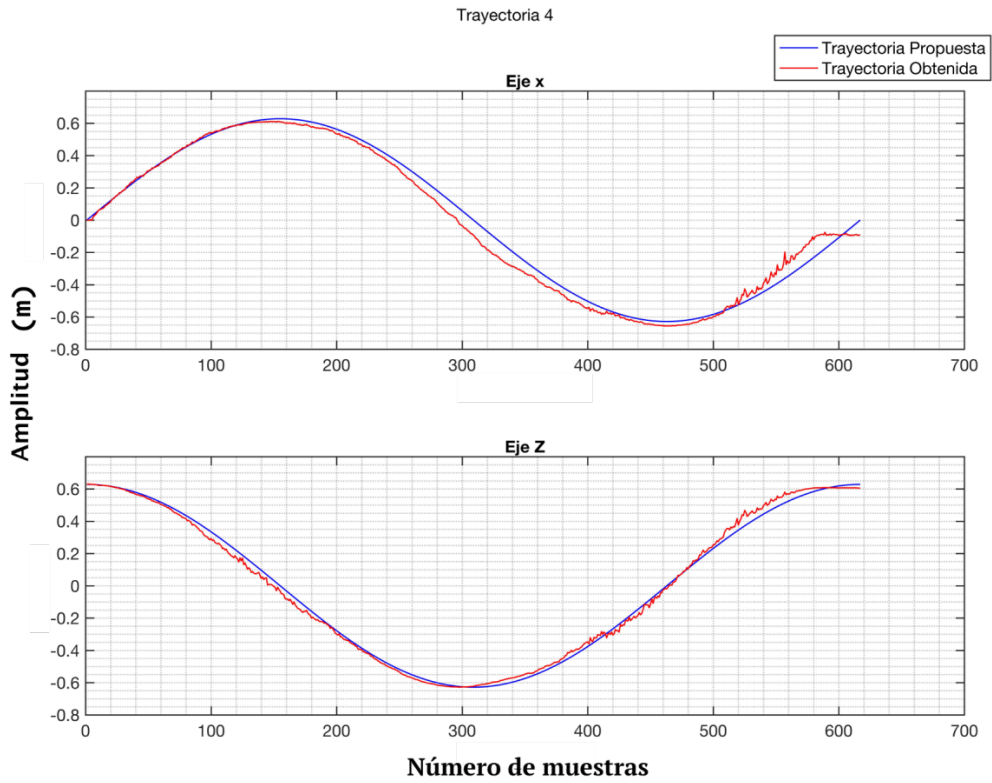 Trayectoria 4
Trayectoria Propuesta
Trayectoria Obtenida
Eje x
0.6
0.4
0.2
0
-0.2
-0.4
-0.6
-0.8
0 100 200 300 400 500 600 700
Amplitud (m)
Eje Z
0.6
0.4
0.2
0
-0.2
-0.4
-0.6
-0.8
0 100 200 300 400 500 600 700
Número de muestras